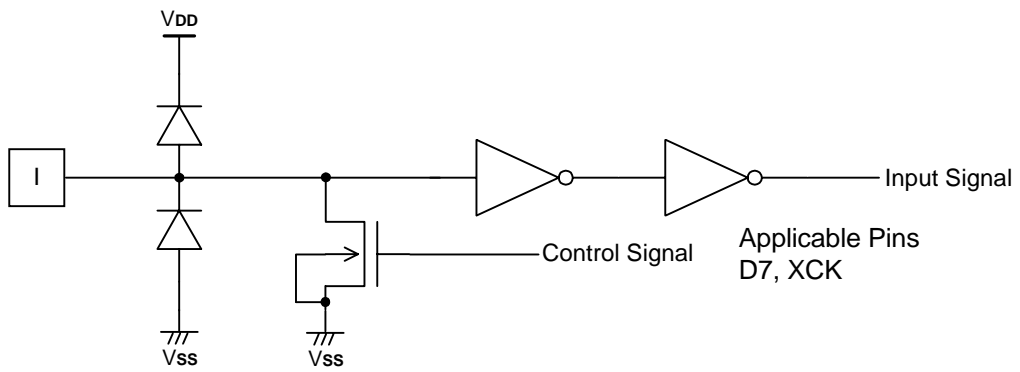 VDD
I
Input Signal
Control Signal
Applicable Pins
D7, XCK
VSS
VSS